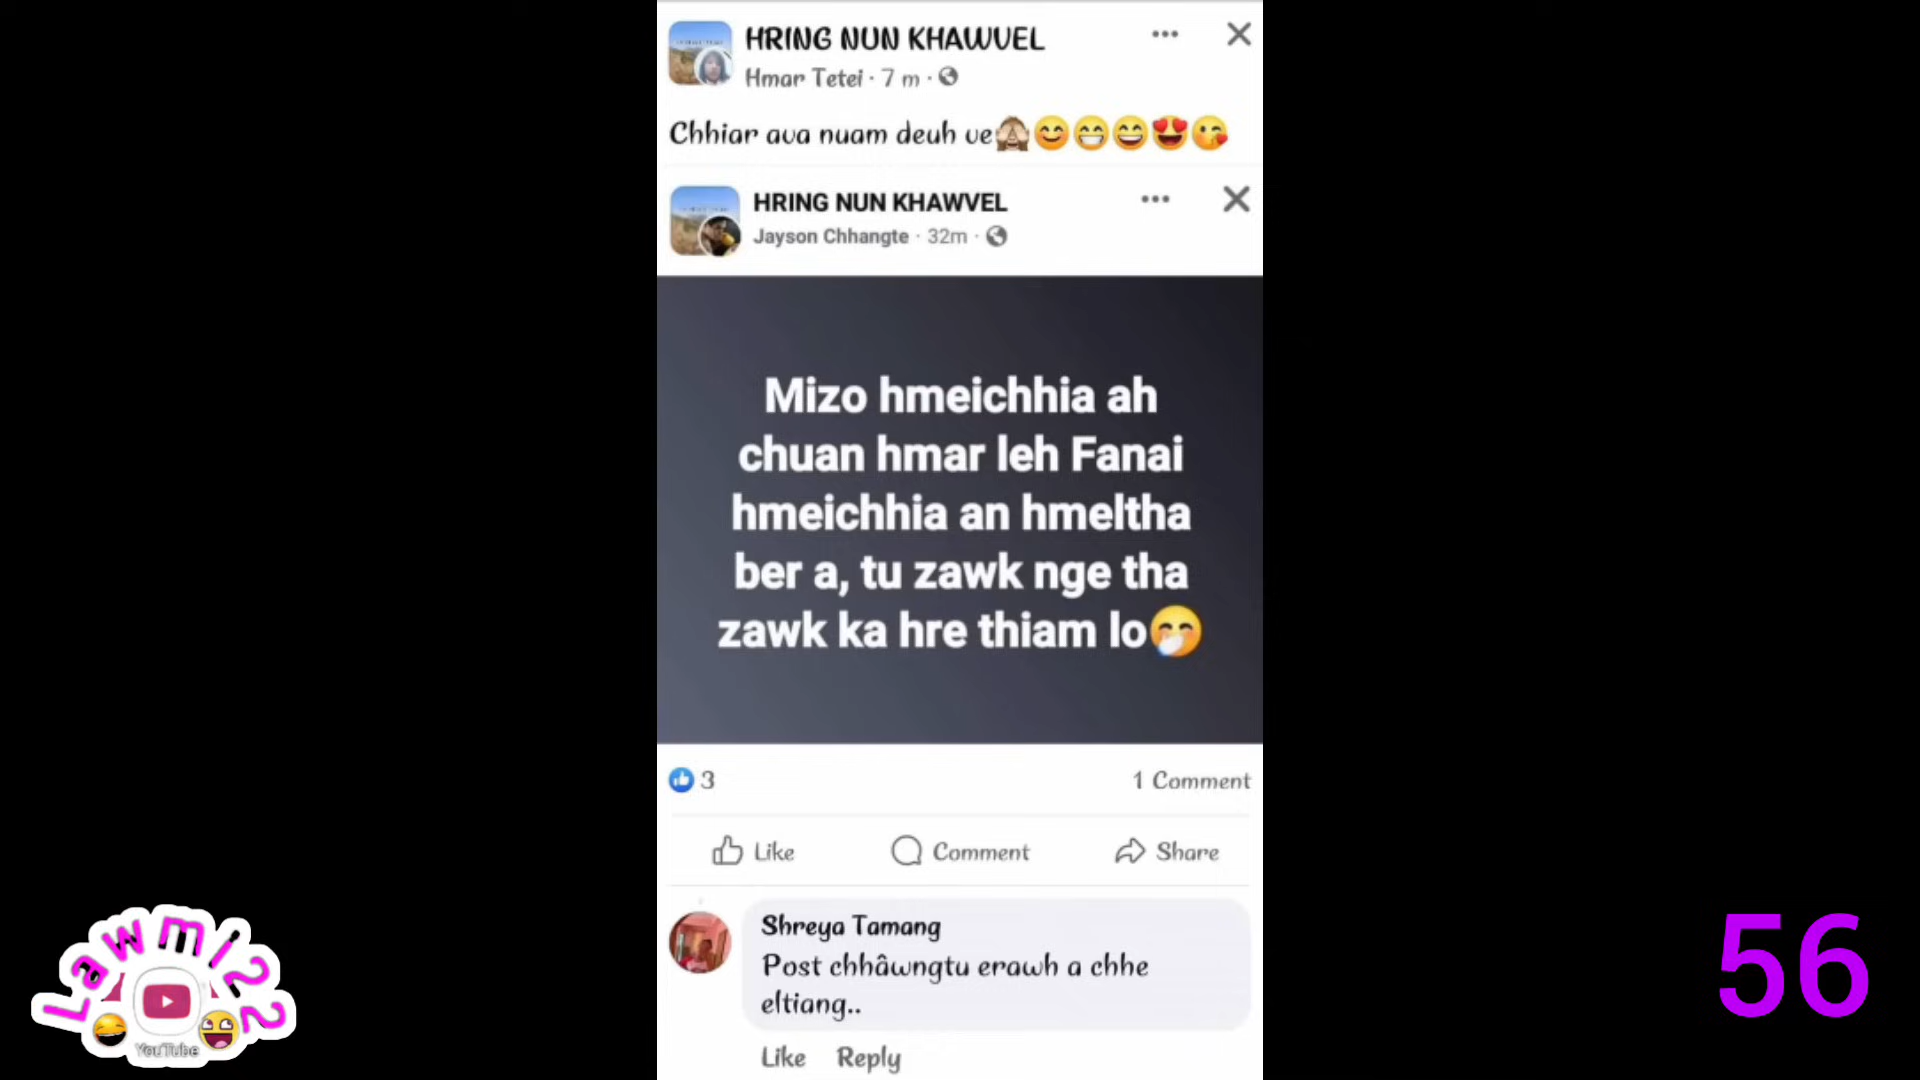 HRING NUN KHAWVEL
Hmar Tetei · 7 m ·
Chhiar ava nuam deuh ve🙈😊😁😄😍😘
HRING NUN KHAWVEL
Jayson Chhangte · 32m ·
Mizo hmeichhia ah
chuan hmar leh Fanai
hmeichhia an hmeltha
ber a, tu zawk nge tha
zawk ka hre thiam lo🤭
3
1 Comment
Like
Comment
Share
Shreya Tamang
Post chhâwngtu erawh a chhe
eltiang..
Like
Reply
Lawmi22
YouTube
56